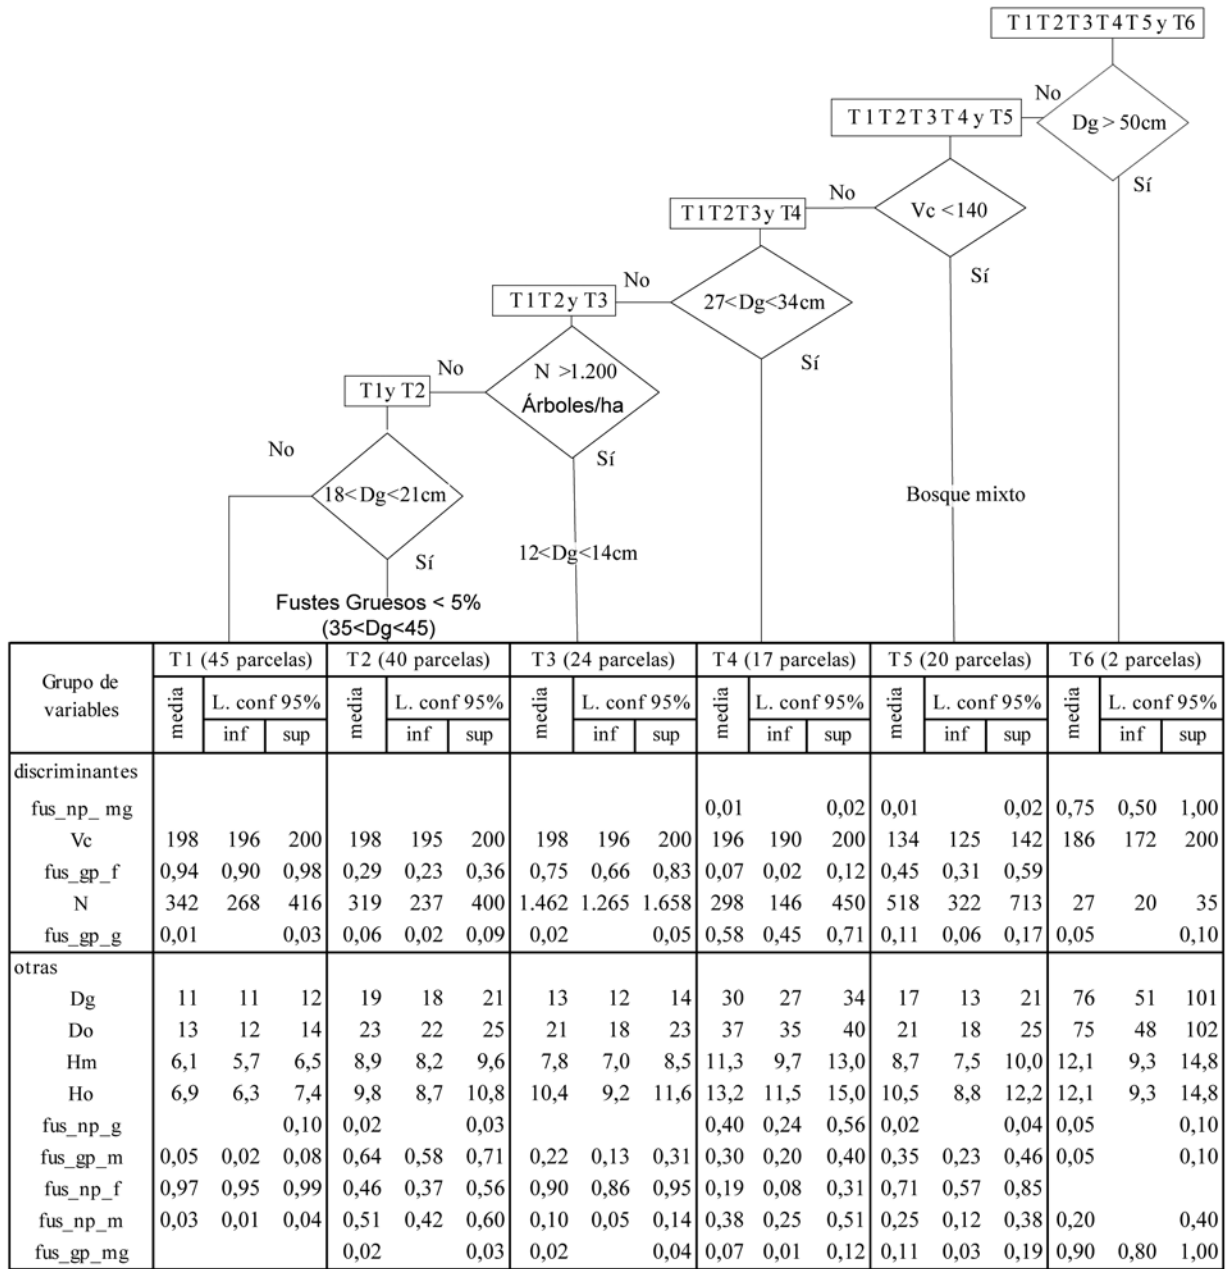 T1T2T3T4T5 y T6
No
Dg > 50cm
Sí
T1T2T3T4 y T5
No
Vc <140
Sí
T1T2T3 y T4
No
27<Dg<34cm
Sí
T1T2 y T3
No
N >1.200
Árboles/ha
Sí
T1y T2
No
18<Dg<21cm
Sí
Bosque mixto
12<Dg<14cm
Fustes Gruesos < 5%
(35<Dg<45)
Grupo de variables T1 (45 parcelas) T2 (40 parcelas) T3 (24 parcelas) T4 (17 parcelas) T5 (20 parcelas) T6 (2 parcelas)
media L. conf 95% media L. conf 95% media L. conf 95% media L. conf 95% media L. conf 95% media L. conf 95%
inf sup inf sup inf sup inf sup inf sup inf sup
discriminantes
fus_np_ mg 0,01 0,02 0,01 0,02 0,75 0,50 1,00
Vc 198 196 200 198 195 200 198 196 200 196 190 200 134 125 142 186 172 200
fus_gp_f 0,94 0,90 0,98 0,29 0,23 0,36 0,75 0,66 0,83 0,07 0,02 0,12 0,45 0,31 0,59
N 342 268 416 319 237 400 1.462 1.265 1.658 298 146 450 518 322 713 27 20 35
fus_gp_g 0,01 0,03 0,06 0,02 0,09 0,02 0,05 0,58 0,45 0,71 0,11 0,06 0,17 0,05 0,10
otras
Dg 11 11 12 19 18 21 13 12 14 30 27 34 17 13 21 76 51 101
Do 13 12 14 23 22 25 21 18 23 37 35 40 21 18 25 75 48 102
Hm 6,1 5,7 6,5 8,9 8,2 9,6 7,8 7,0 8,5 11,3 9,7 13,0 8,7 7,5 10,0 12,1 9,3 14,8
Ho 6,9 6,3 7,4 9,8 8,7 10,8 10,4 9,2 11,6 13,2 11,5 15,0 10,5 8,8 12,2 12,1 9,3 14,8
fus_np_g 0,10 0,02 0,03 0,40 0,24 0,56 0,02 0,04 0,05 0,10
fus_gp_m 0,05 0,02 0,08 0,64 0,58 0,71 0,22 0,13 0,31 0,30 0,20 0,40 0,35 0,23 0,46 0,05 0,10
fus_np_f 0,97 0,95 0,99 0,46 0,37 0,56 0,90 0,86 0,95 0,19 0,08 0,31 0,71 0,57 0,85
fus_np_m 0,03 0,01 0,04 0,51 0,42 0,60 0,10 0,05 0,14 0,38 0,25 0,51 0,25 0,12 0,38 0,20 0,40
fus_gp_mg 0,02 0,03 0,02 0,04 0,07 0,01 0,12 0,11 0,03 0,19 0,90 0,80 1,00